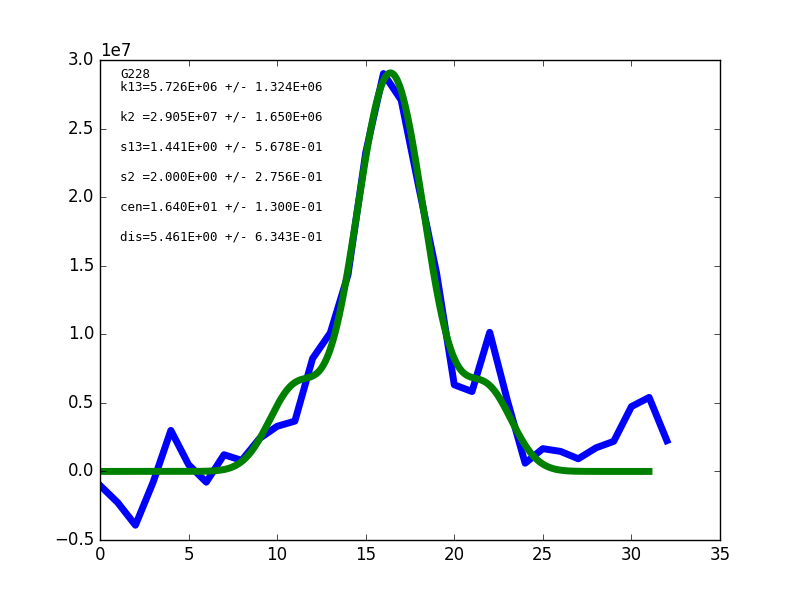 1e7
3.0
2.5
2.0
1.5
1.0
0.5
0.0
−0.5
G228
k13=5.726E+06 +/- 1.324E+06
k2 =2.905E+07 +/- 1.650E+06
s13=1.441E+00 +/- 5.678E-01
s2 =2.000E+00 +/- 2.756E-01
cen=1.640E+01 +/- 1.300E-01
dis=5.461E+00 +/- 6.343E-01
0 5 10 15 20 25 30 35